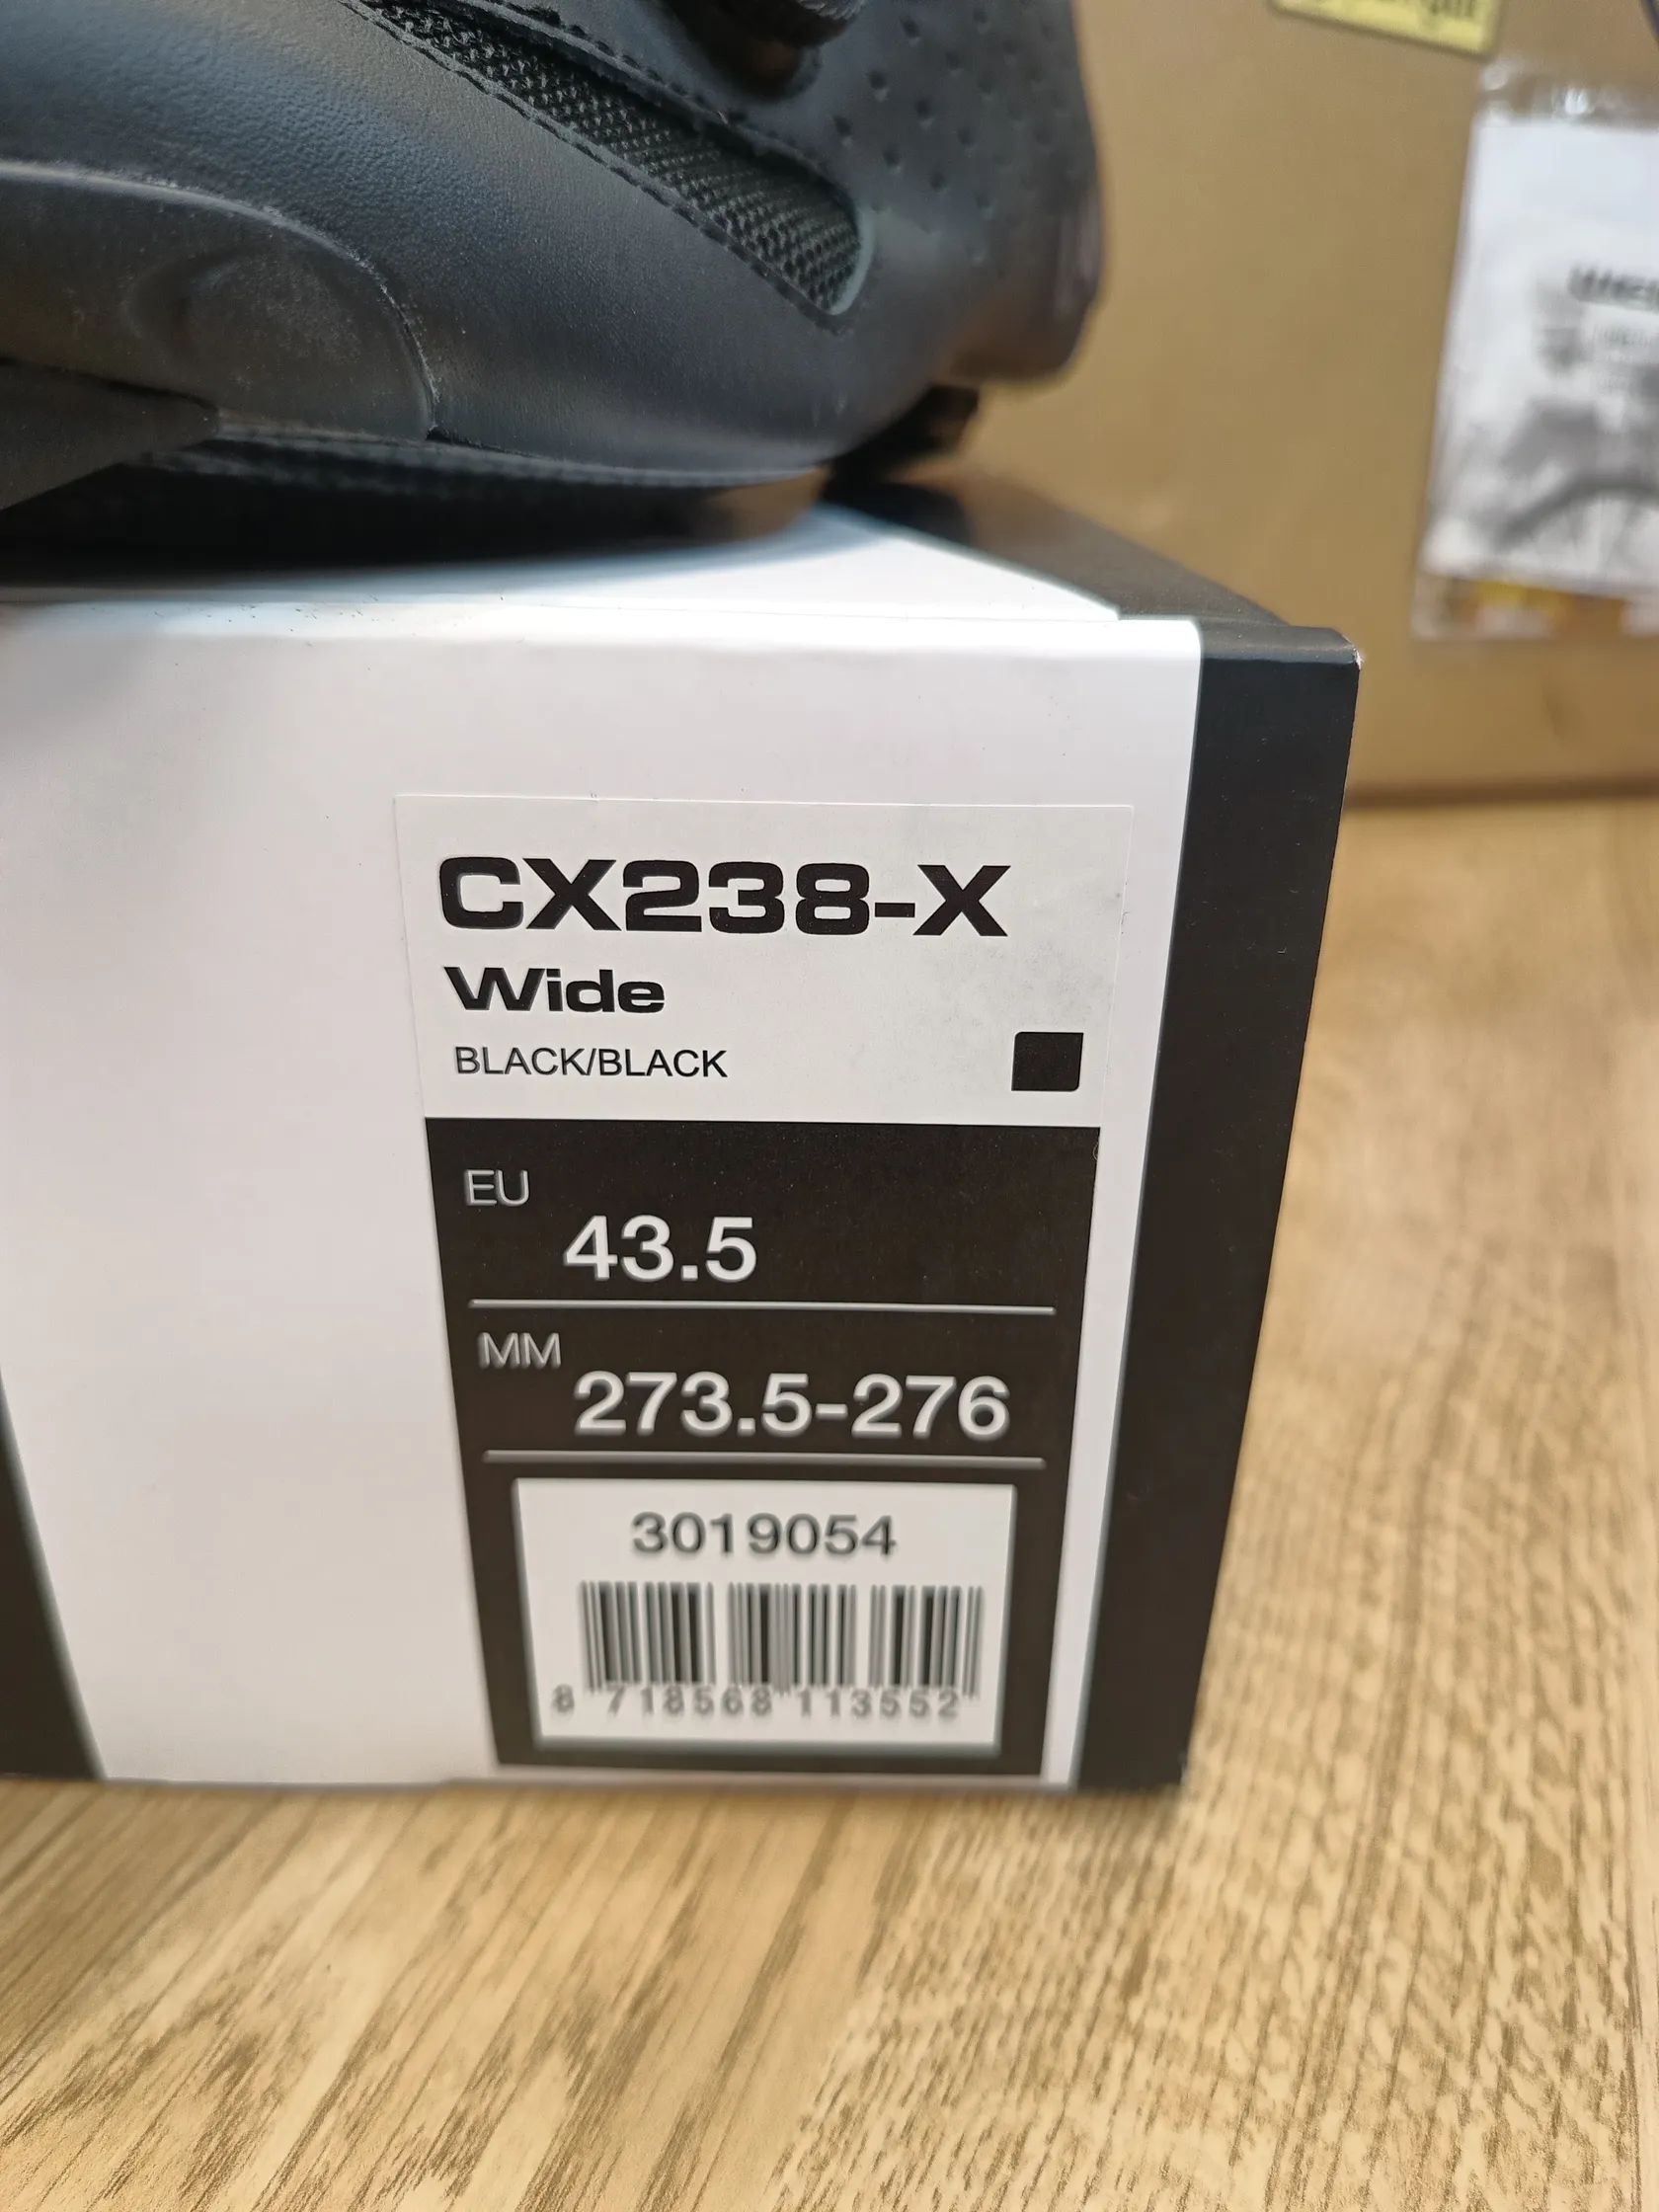 CX238-X
Wide
BLACK/BLACK
EU
43.5
MM
273.5-276
3019054
8 718568 113552